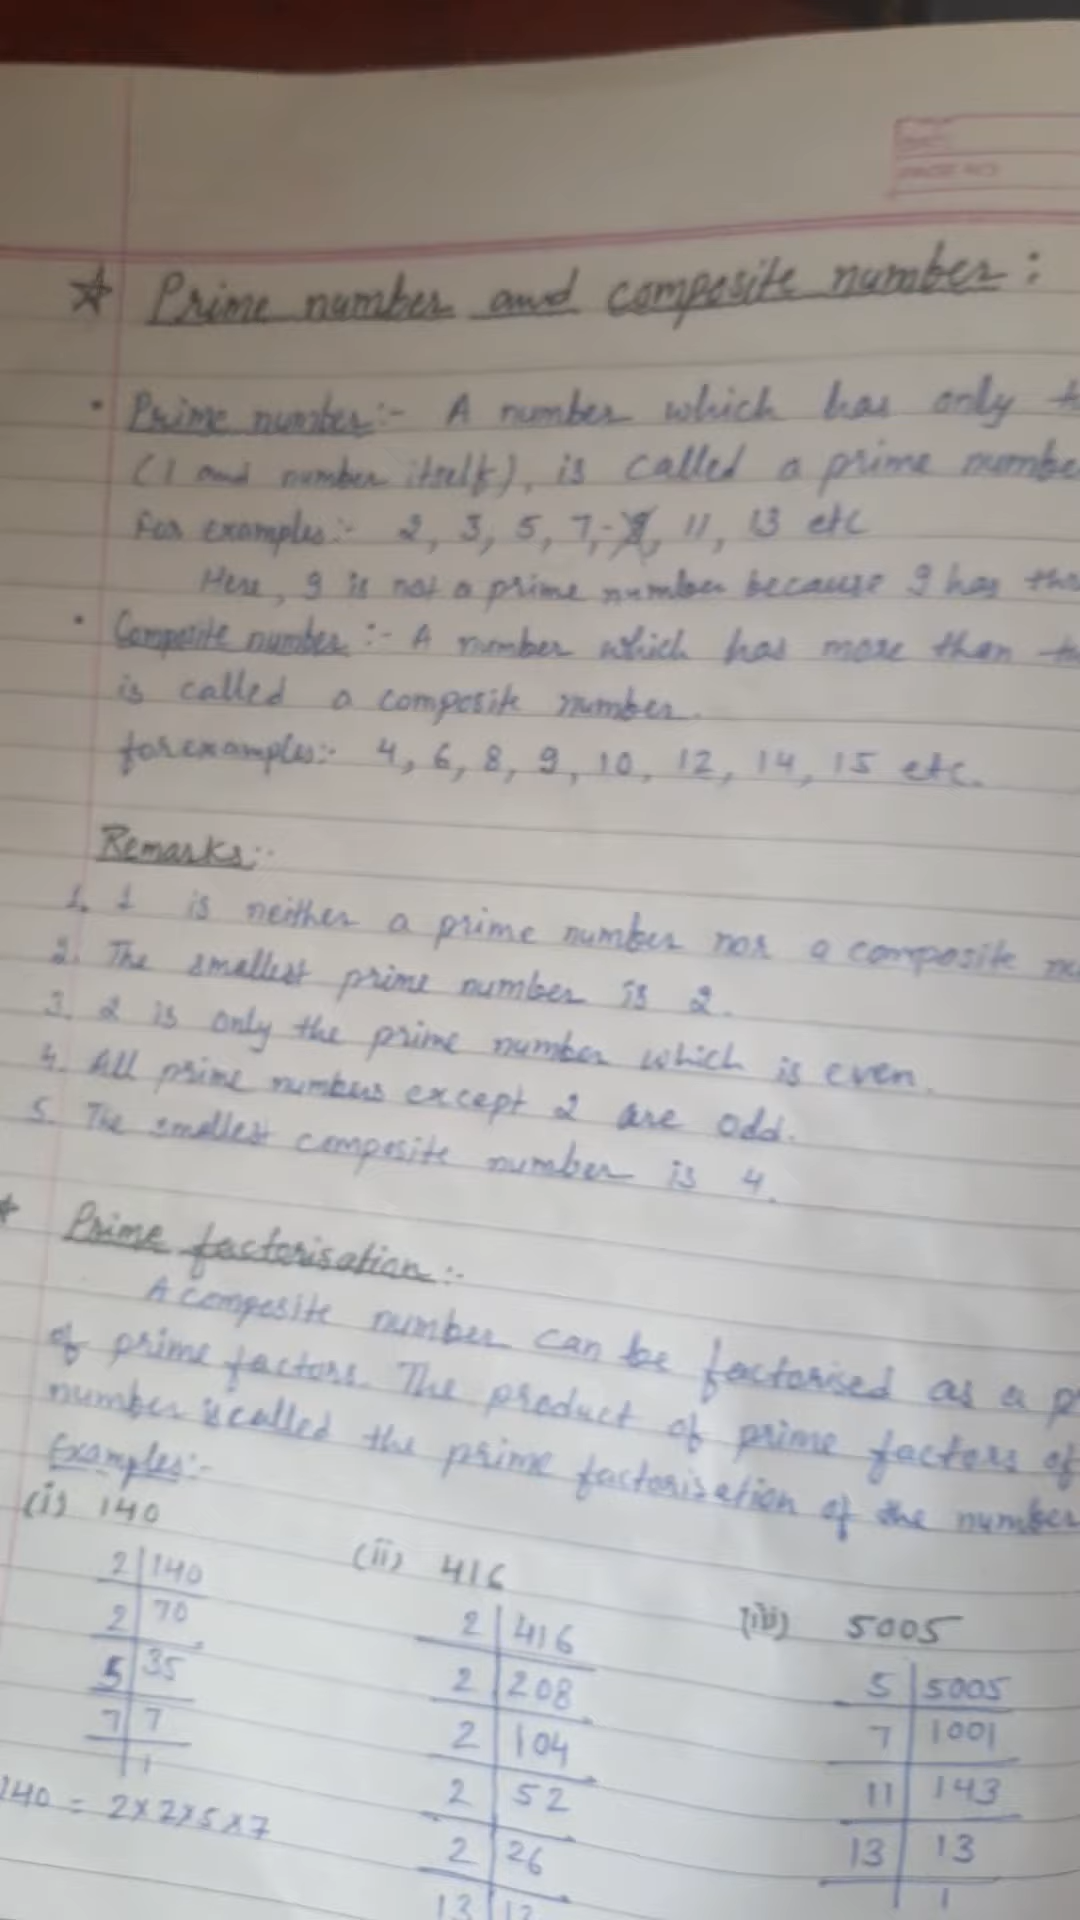 PAGE NO
☆ Prime number and composite number:
• Prime number:- A number which has only
(1 and number itself), is called a prime numbe
For examples:- 2, 3, 5, 7, 11, 13 etc
Here, 9 is not a prime number because 9 has
• Composite number:- A number which has more than
is called a composite number.
for examples:- 4, 6, 8, 9, 10, 12, 14, 15 etc.
Remarks:-
1. 1 is neither a prime number nor a composite
2. The smallest prime number is 2.
3. 2 is only the prime number which is even.
4. All prime numbers except 2 are odd.
5. The smallest composite number is 4.
Prime factorisation:-
A composite number can be factorised as a
of prime factors. The product of prime factors of
number is called the prime factorisation of the number
Examples:-
(i) 140
2 | 140
2 | 70
5 | 35
7 | 7
1
140 = 2×2×5×7
(ii) 416
2 | 416
2 | 208
2 | 104
2 | 52
2 | 26
13 | 13
(iii) 5005
5 | 5005
7 | 1001
11 | 143
13 | 13
1